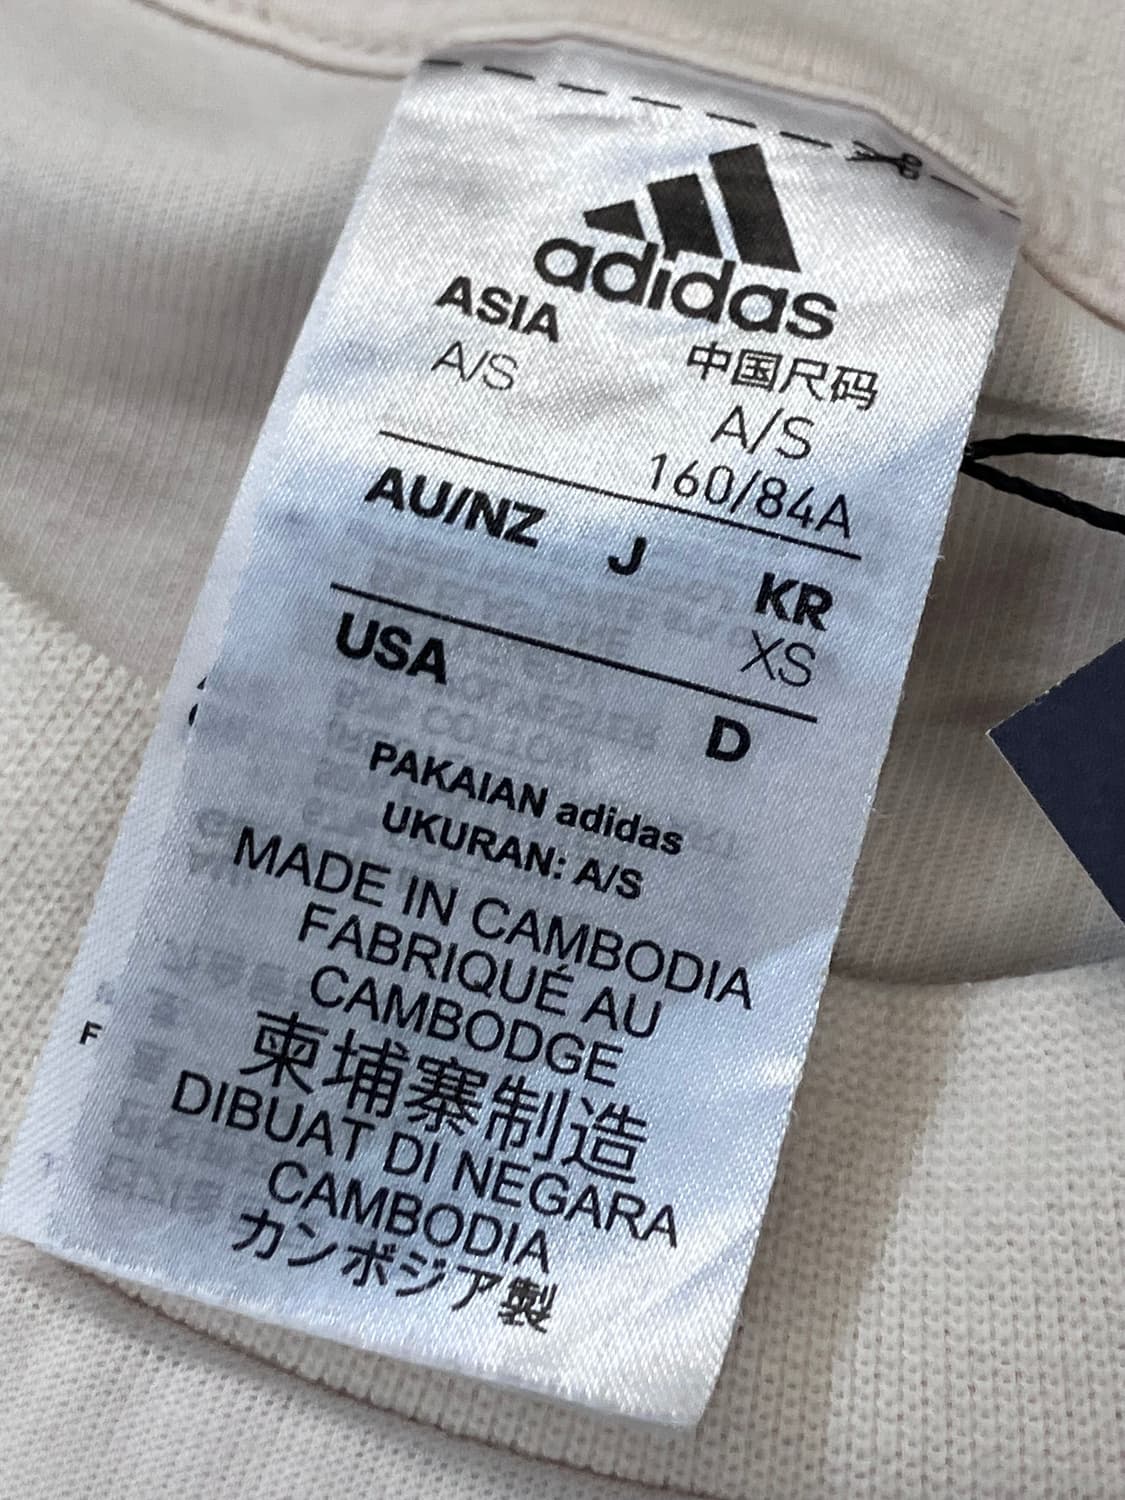 adidas
ASIA 中国尺码
A/S A/S
160/84A
AU/NZ J KR
XS
USA D
PAKAIAN adidas
UKURAN: A/S
MADE IN CAMBODIA
FABRIQUÉ AU
CAMBODGE
柬埔寨制造
DIBUAT DI NEGARA
CAMBODIA
カンボジア製
F